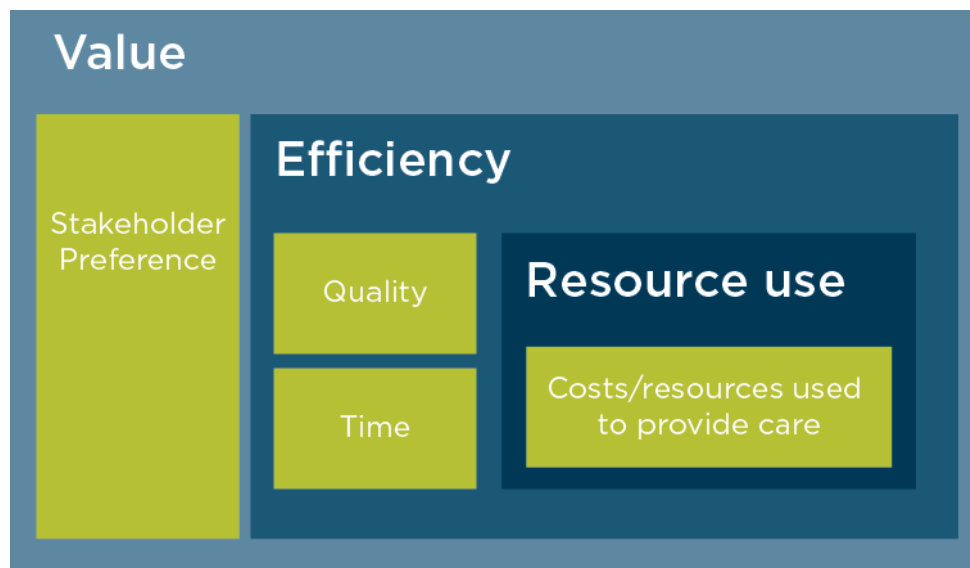 Value
Stakeholder
Preference
Efficiency
Quality
Time
Resource use
Costs/resources used
to provide care